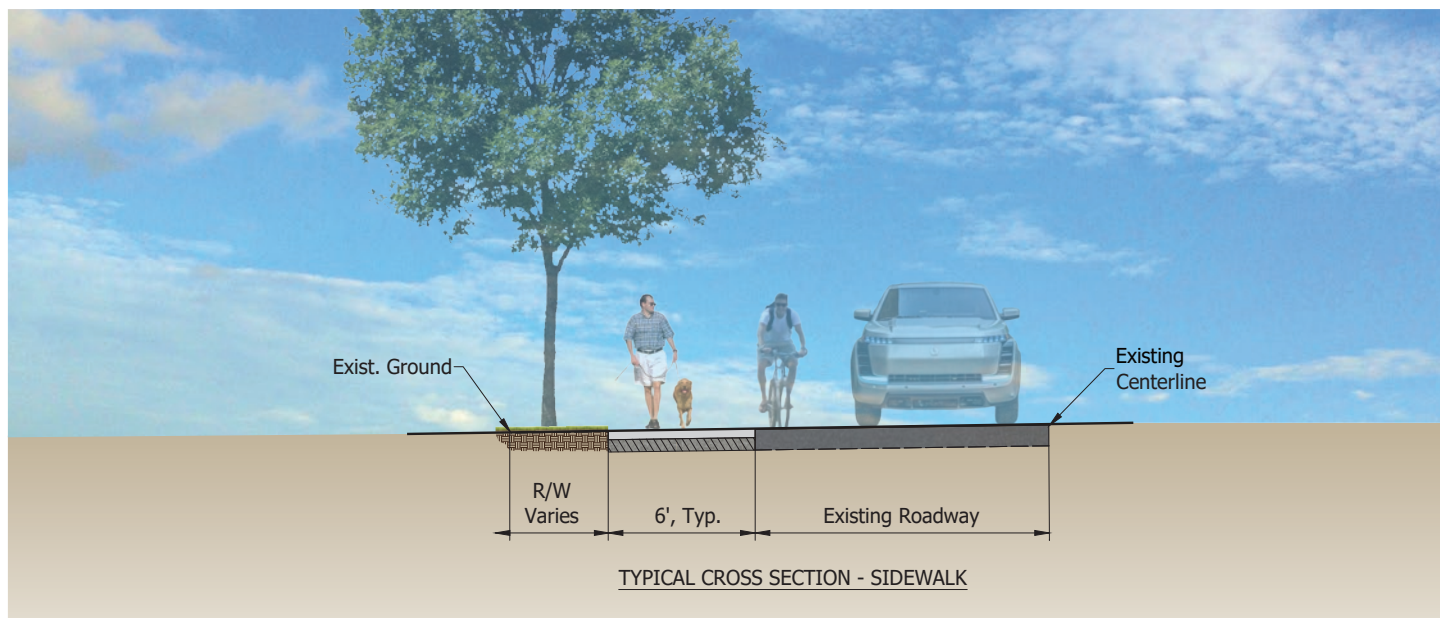 Exist. Ground
Existing
Centerline
R/W
Varies
6', Typ.
Existing Roadway
TYPICAL CROSS SECTION - SIDEWALK